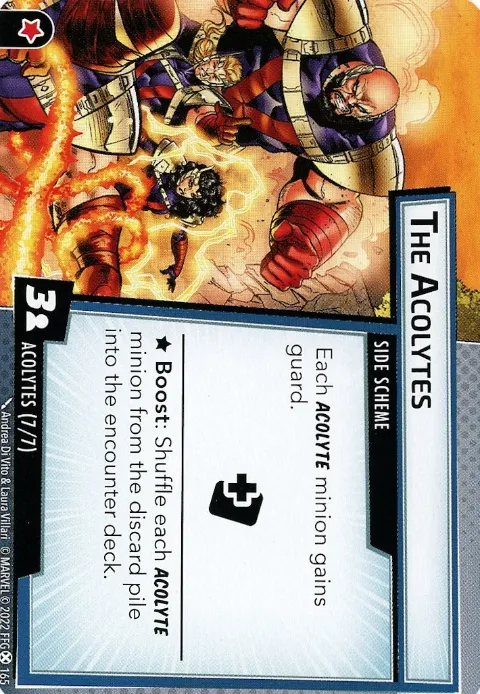 THE ACOLYTES
SIDE SCHEME
Each ACOLYTE minion gains
guard.
★ Boost: Shuffle each ACOLYTE
minion from the discard pile
into the encounter deck.
3
ACOLYTES (7/7)
Andrea Di Vito & Laura Villari © MARVEL © 2022 FFG 165